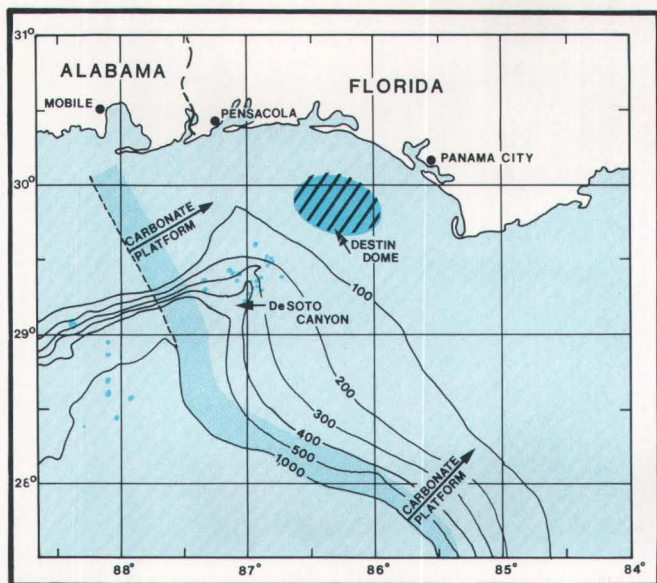 31°
ALABAMA
MOBILE
PENSACOLA
FLORIDA
PANAMA CITY
30°
CARBONATE
PLATFORM
DESTIN
DOME
100
DeSOTO
CANYON
29°
200
300
400
500
1,000
CARBONATE
PLATFORM
26°
88°
87°
86°
85°
84°